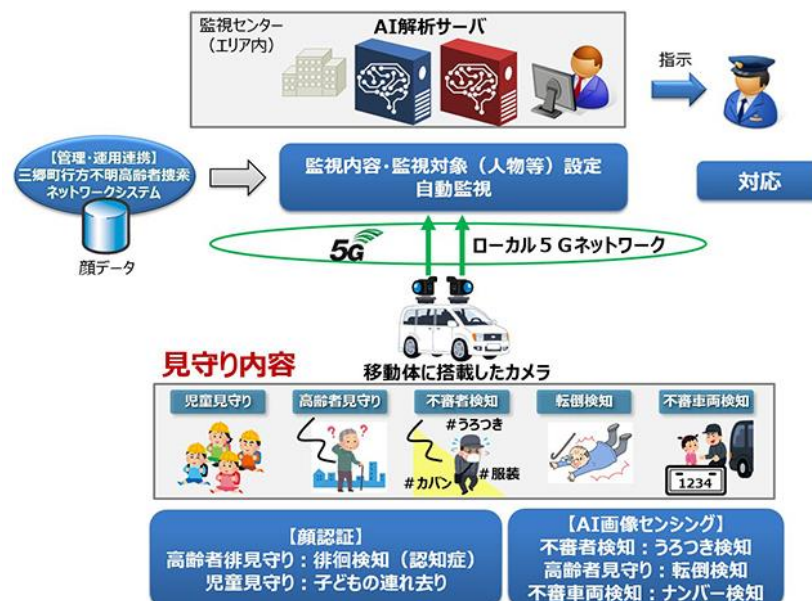 監視センター
（エリア内）
AI解析サーバ
指示
【管理・運用連携】
三郷町行方不明高齢者捜索
ネットワークシステム
監視内容・監視対象（人物等）設定
自動監視
対応
顔データ
5G
ローカル５Ｇネットワーク
移動体に搭載したカメラ
見守り内容
児童見守り
高齢者見守り
不審者検知
転倒検知
不審車両検知
#うろつき
#服装
#カバン
1234
【顔認証】
高齢者徘見守り：徘徊検知（認知症）
児童見守り：子どもの連れ去り
【AI画像センシング】
不審者検知：うろつき検知
高齢者見守り：転倒検知
不審車両検知：ナンバー検知